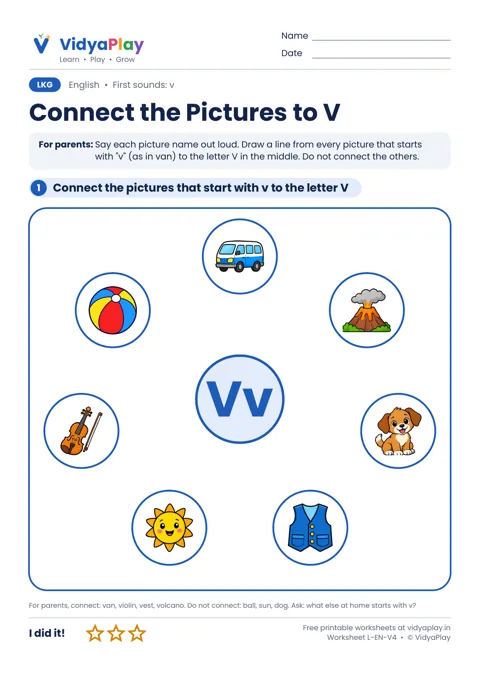 VidyaPlay
Learn • Play • Grow
Name
Date
LKG English • First sounds: v
Connect the Pictures to V
For parents: Say each picture name out loud. Draw a line from every picture that starts
with "v" (as in van) to the letter V in the middle. Do not connect the others.
1 Connect the pictures that start with v to the letter V
Vv
For parents, connect: van, violin, vest, volcano. Do not connect: ball, sun, dog. Ask: what else at home starts with v?
I did it!
Free printable worksheets at vidyaplay.in
Worksheet L-EN-V4 • © VidyaPlay